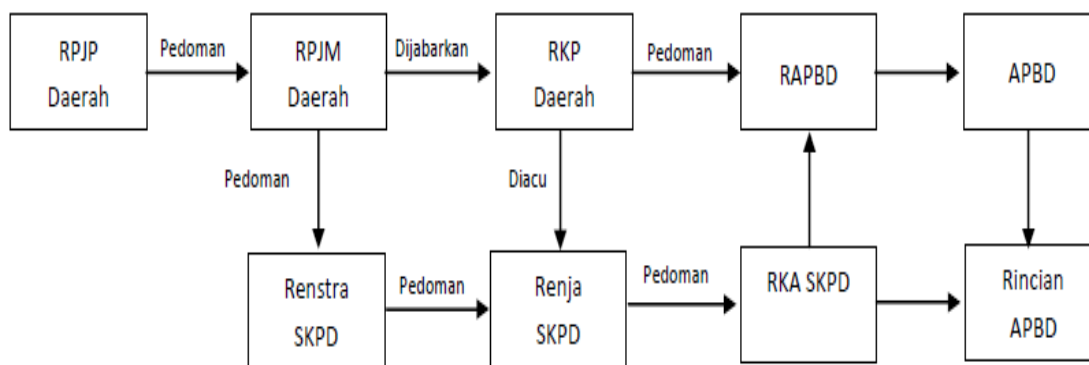 RPJP
Daerah
Pedoman
RPJM
Daerah
Dijabarkan
RKP
Daerah
Pedoman
RAPBD
APBD
Pedoman
Diacu
Renstra
SKPD
Pedoman
Renja
SKPD
Pedoman
RKA SKPD
Rincian
APBD